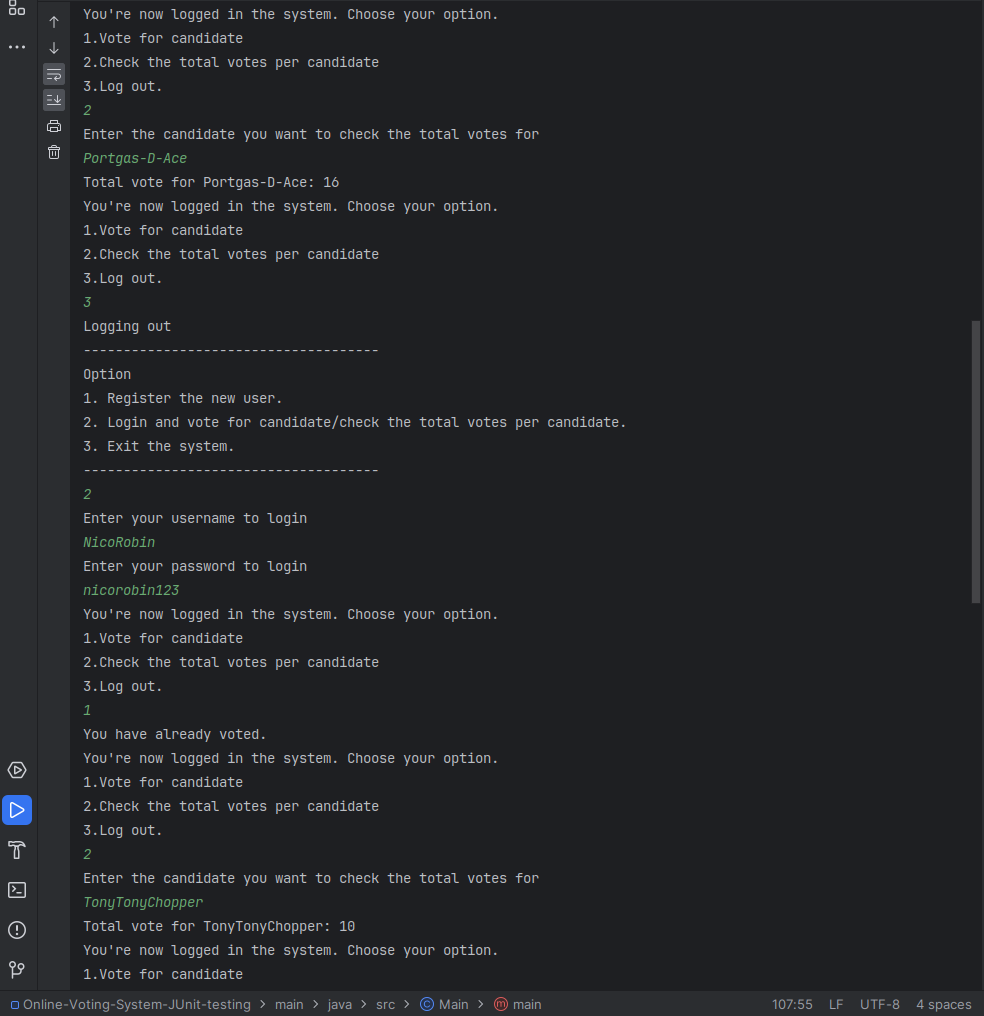 You're now logged in the system. Choose your option.
1.Vote for candidate
2.Check the total votes per candidate
3.Log out.
2
Enter the candidate you want to check the total votes for
Portgas-D-Ace
Total vote for Portgas-D-Ace: 16
You're now logged in the system. Choose your option.
1.Vote for candidate
2.Check the total votes per candidate
3.Log out.
3
Logging out
-------------------------------------
Option
1. Register the new user.
2. Login and vote for candidate/check the total votes per candidate.
3. Exit the system.
-------------------------------------
2
Enter your username to login
NicoRobin
Enter your password to login
nicorobin123
You're now logged in the system. Choose your option.
1.Vote for candidate
2.Check the total votes per candidate
3.Log out.
1
You have already voted.
You're now logged in the system. Choose your option.
1.Vote for candidate
2.Check the total votes per candidate
3.Log out.
2
Enter the candidate you want to check the total votes for
TonyTonyChopper
Total vote for TonyTonyChopper: 10
You're now logged in the system. Choose your option.
1.Vote for candidate
Online-Voting-System-JUnit-testing > main > java > src > C Main > m main 107:55 LF UTF-8 4 spaces